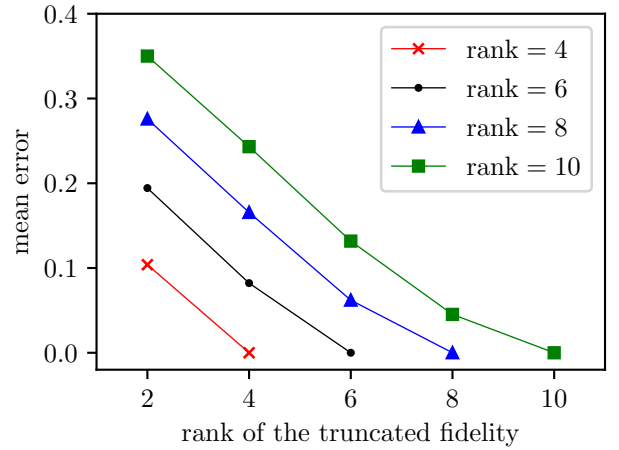 0.4
0.3
0.2
0.1
0.0
mean error
2 4 6 8 10
rank of the truncated fidelity
rank = 4
rank = 6
rank = 8
rank = 10